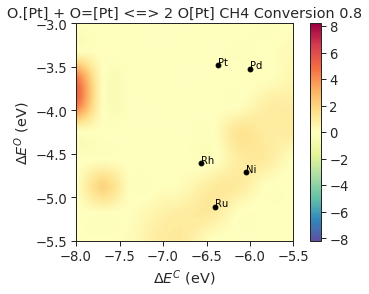 O.[Pt] + O=[Pt] <=> 2 O[Pt] CH4 Conversion 0.8
−3.0
−3.5
−4.0
−4.5
−5.0
−5.5
ΔE^O (eV)
Pt
Pd
Rh
Ni
Ru
−8.0 −7.5 −7.0 −6.5 −6.0 −5.5
ΔE^C (eV)
8
6
4
2
0
−2
−4
−6
−8